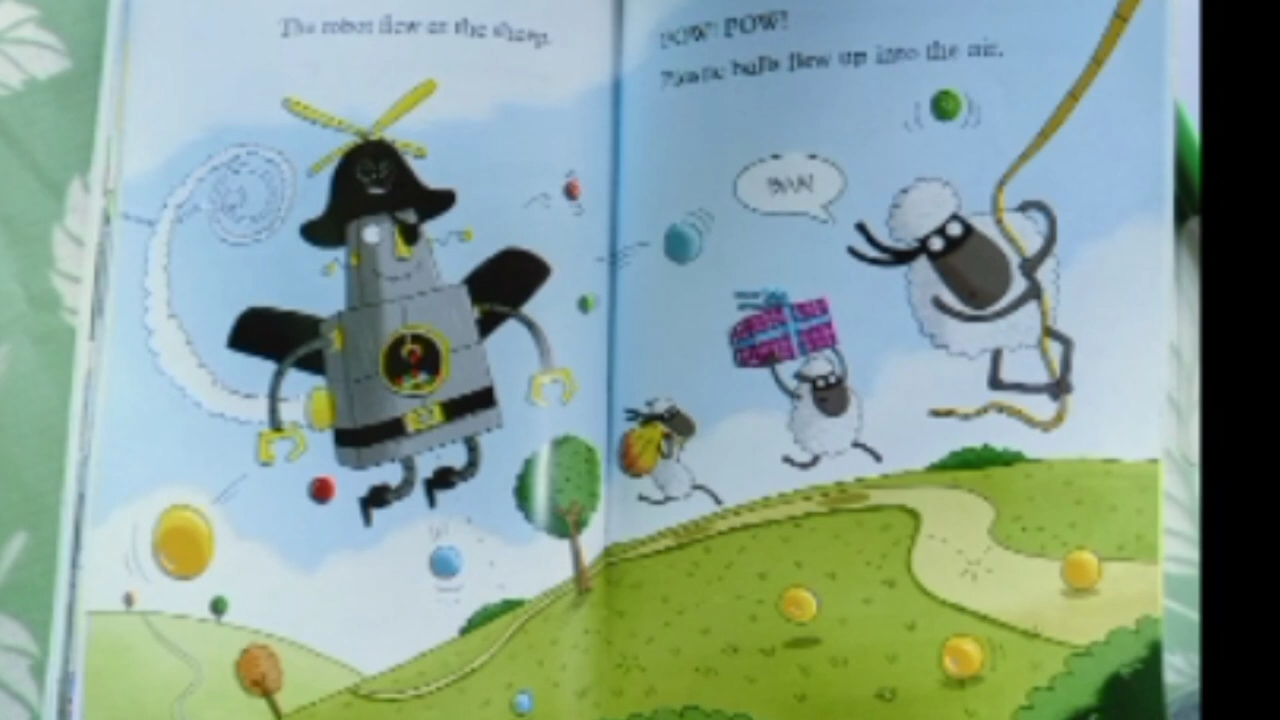 The robot flew at the sheep.
POW! POW!
Plastic balls flew up into the air.
BAA!